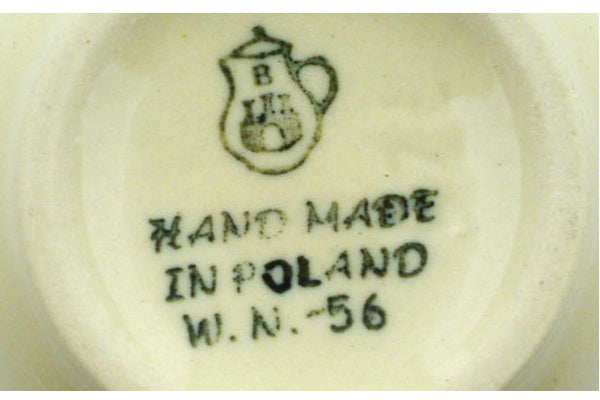 B
HAND MADE
IN POLAND
W.N.-56